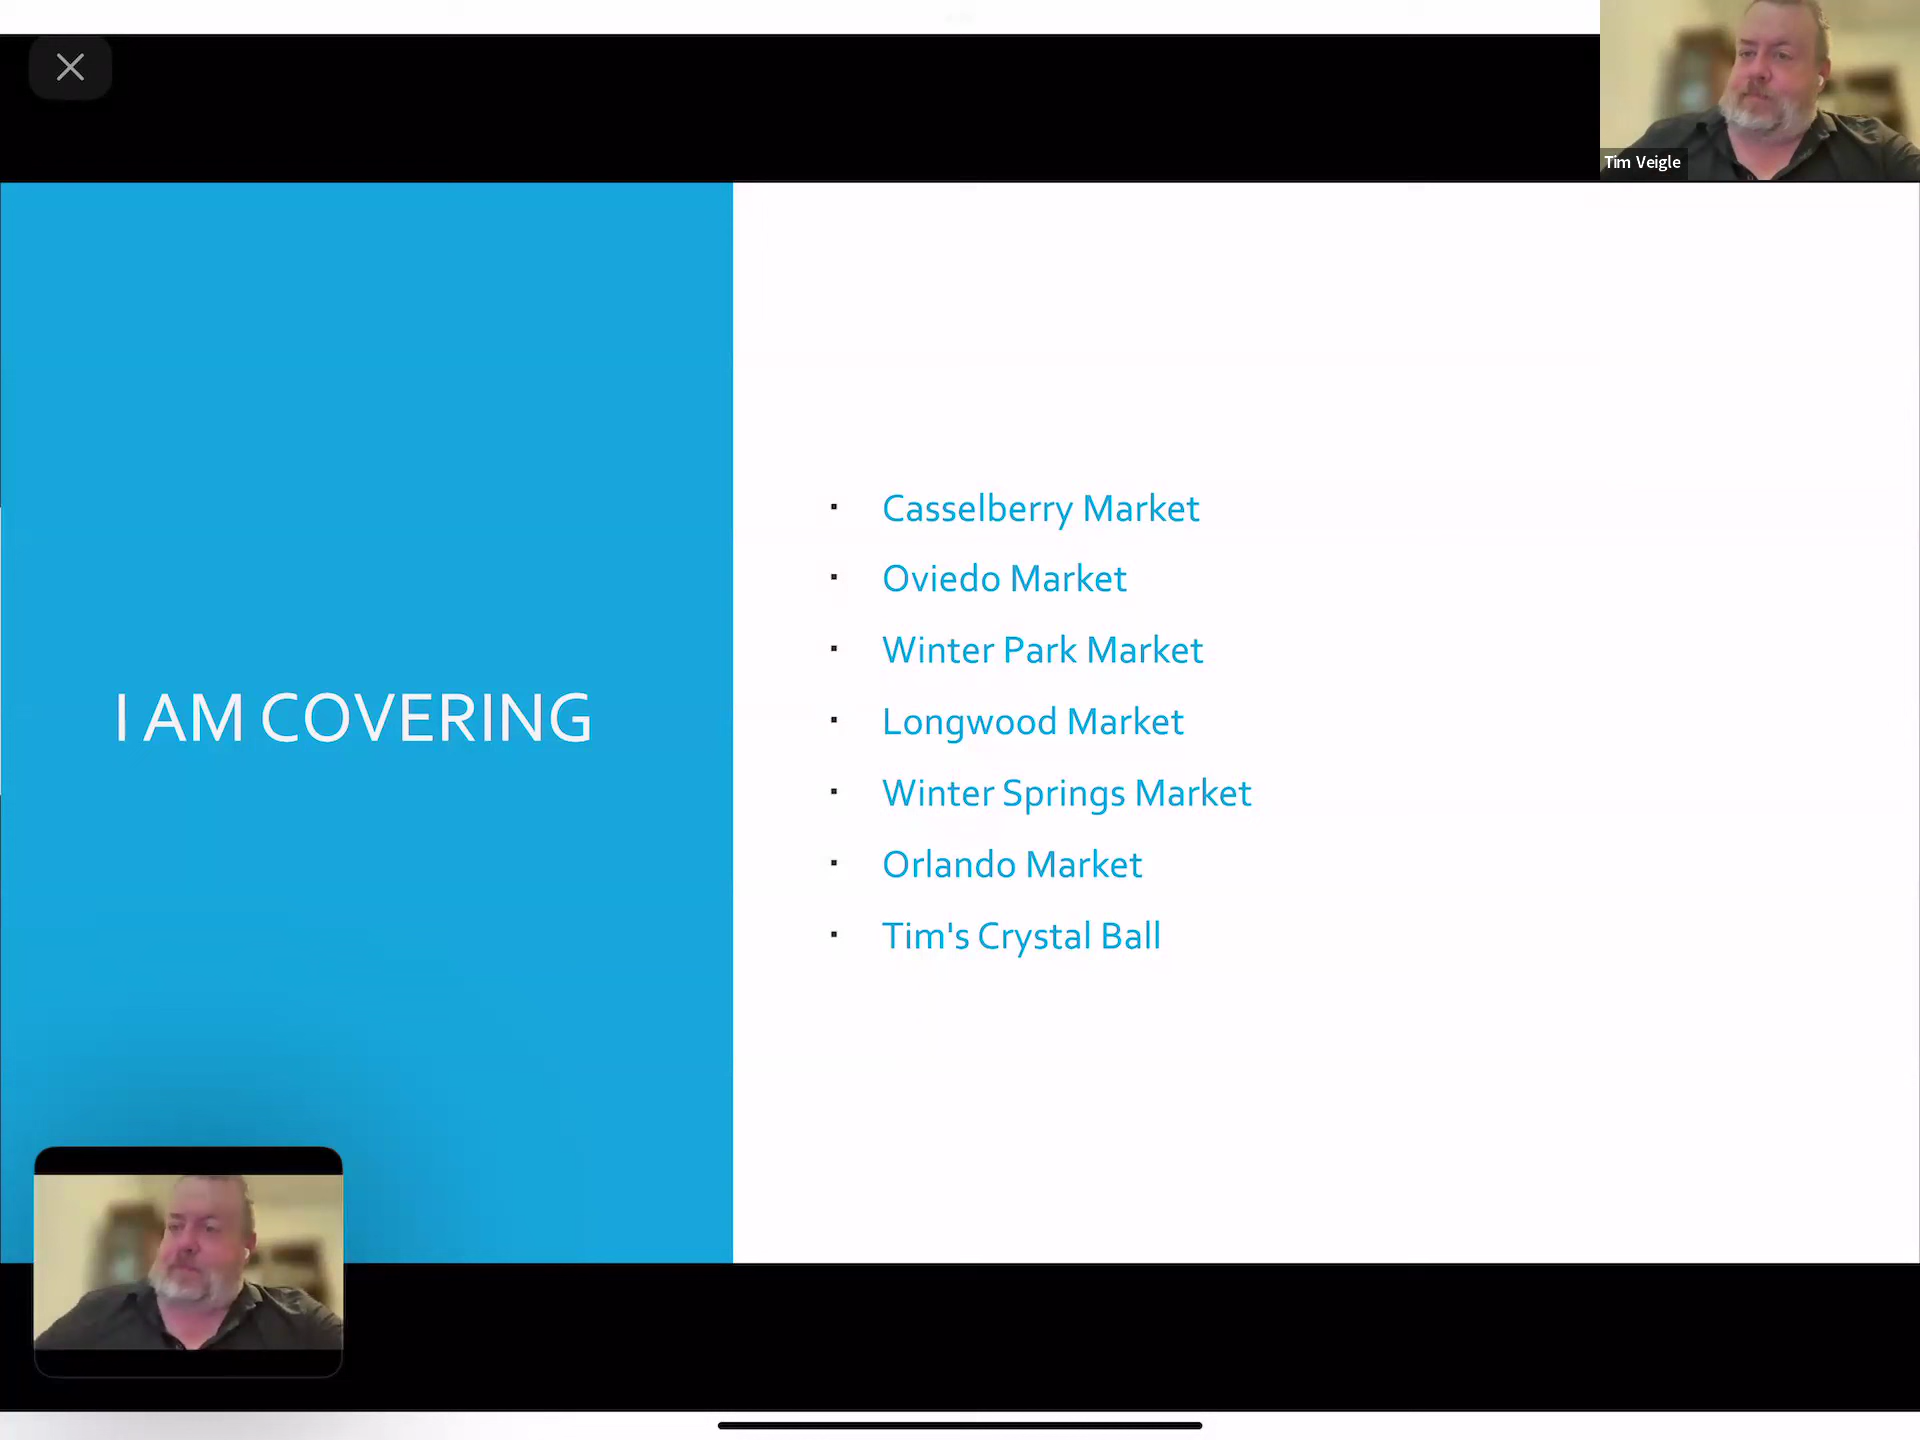 Tim Veigle
I AM COVERING
Casselberry Market
Oviedo Market
Winter Park Market
Longwood Market
Winter Springs Market
Orlando Market
Tim's Crystal Ball